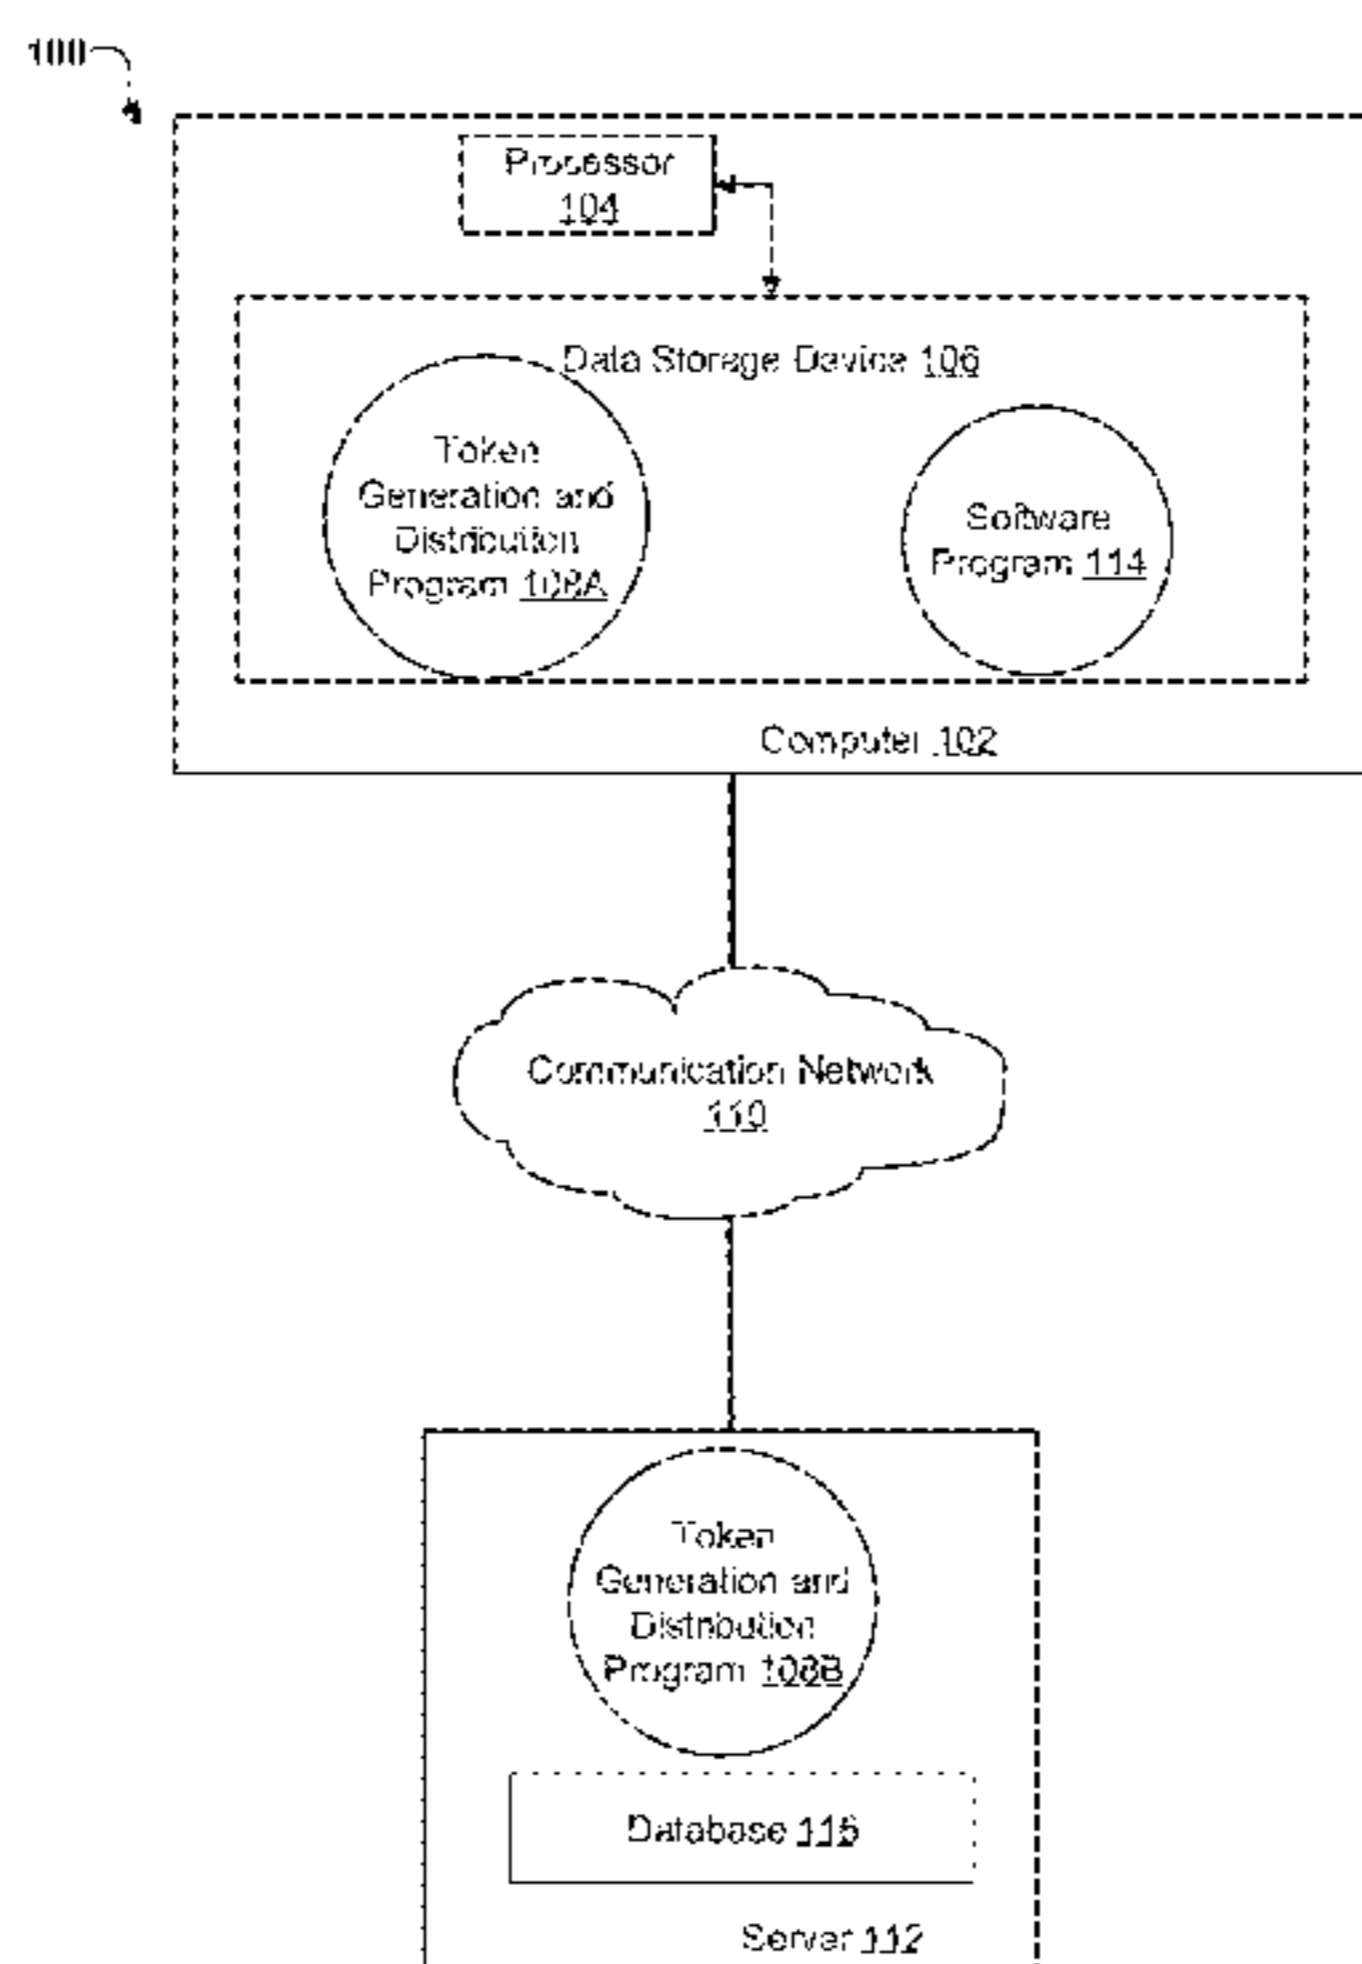 100
Processor
104
Data Storage Device 106
Token
Generation and
Distribution
Program 108A
Software
Program 114
Computer 102
Communication Network
110
Token
Generation and
Distribution
Program 108B
Database 116
Server 112